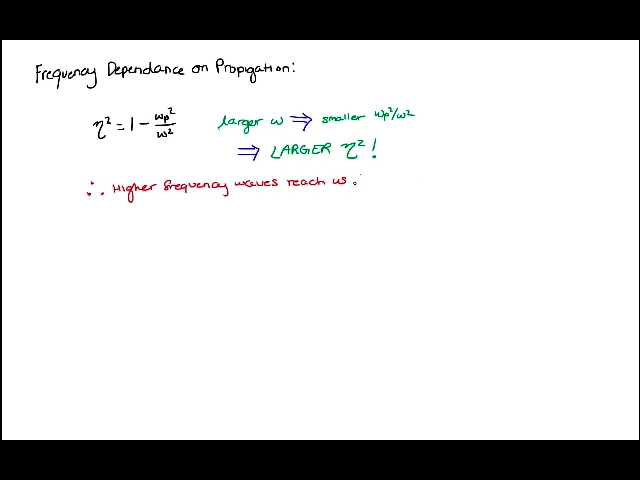 Frequency Dependance on Propigation:
η² = 1 - ωp²/ω² larger ω ⇒ smaller ωp²/ω²
⇒ LARGER η² !
∴ Higher frequency waves reach us.